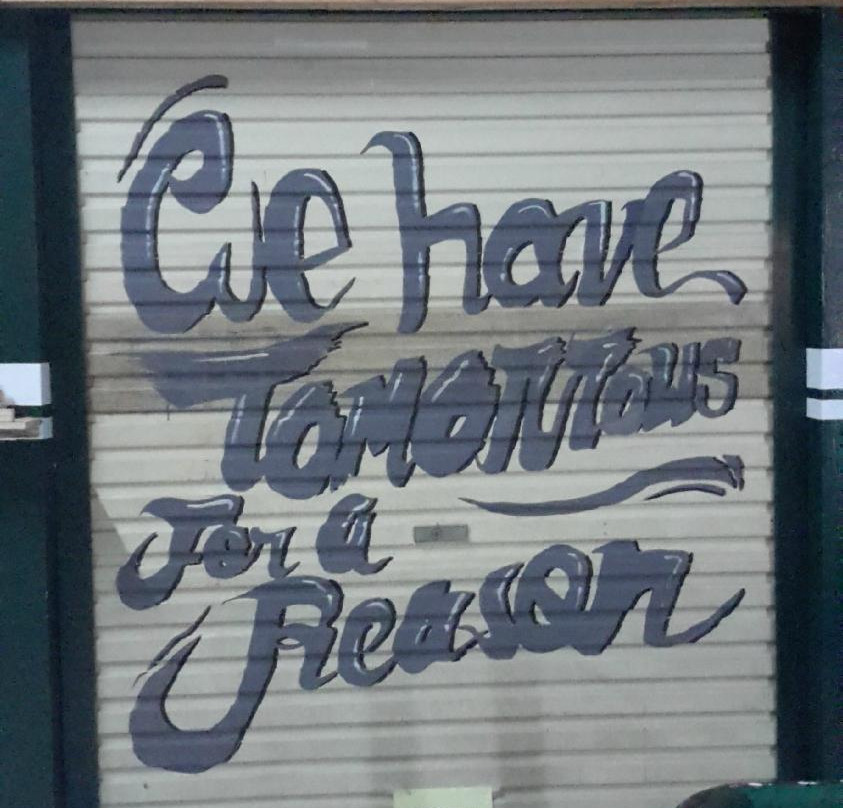 We have
Tomorrows
For a
Reason